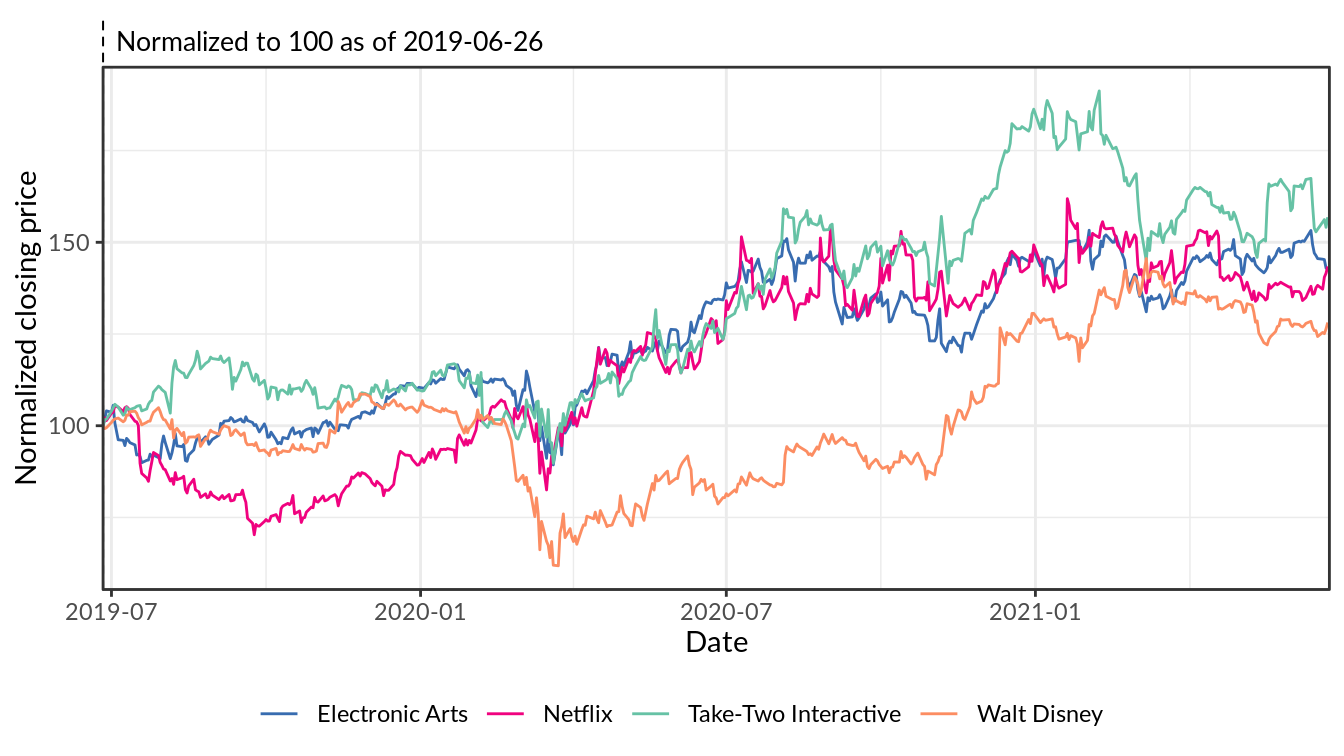 Normalized to 100 as of 2019-06-26
Normalized closing price
150
100
2019-07 2020-01 2020-07 2021-01
Date
Electronic Arts Netflix Take-Two Interactive Walt Disney